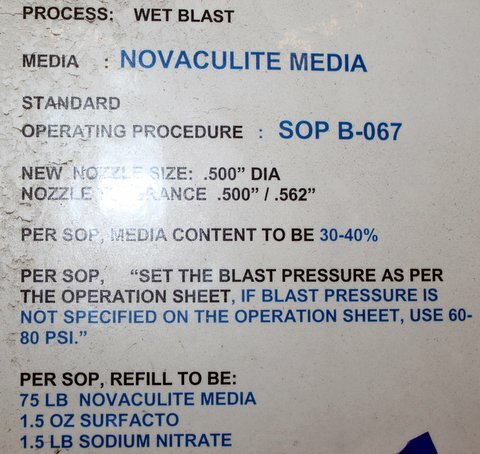 PROCESS: WET BLAST
MEDIA : NOVACULITE MEDIA
STANDARD
OPERATING PROCEDURE : SOP B-067
NEW NOZZLE SIZE: .500” DIA
NOZZLE .500” / .562”
PER SOP, MEDIA CONTENT TO BE 30-40%
PER SOP, “SET THE BLAST PRESSURE AS PER
THE OPERATION SHEET, IF BLAST PRESSURE IS
NOT SPECIFIED ON THE OPERATION SHEET, USE 60-
80 PSI.”
PER SOP, REFILL TO BE:
75 LB NOVACULITE MEDIA
1.5 OZ SURFACTO
1.5 LB SODIUM NITRATE